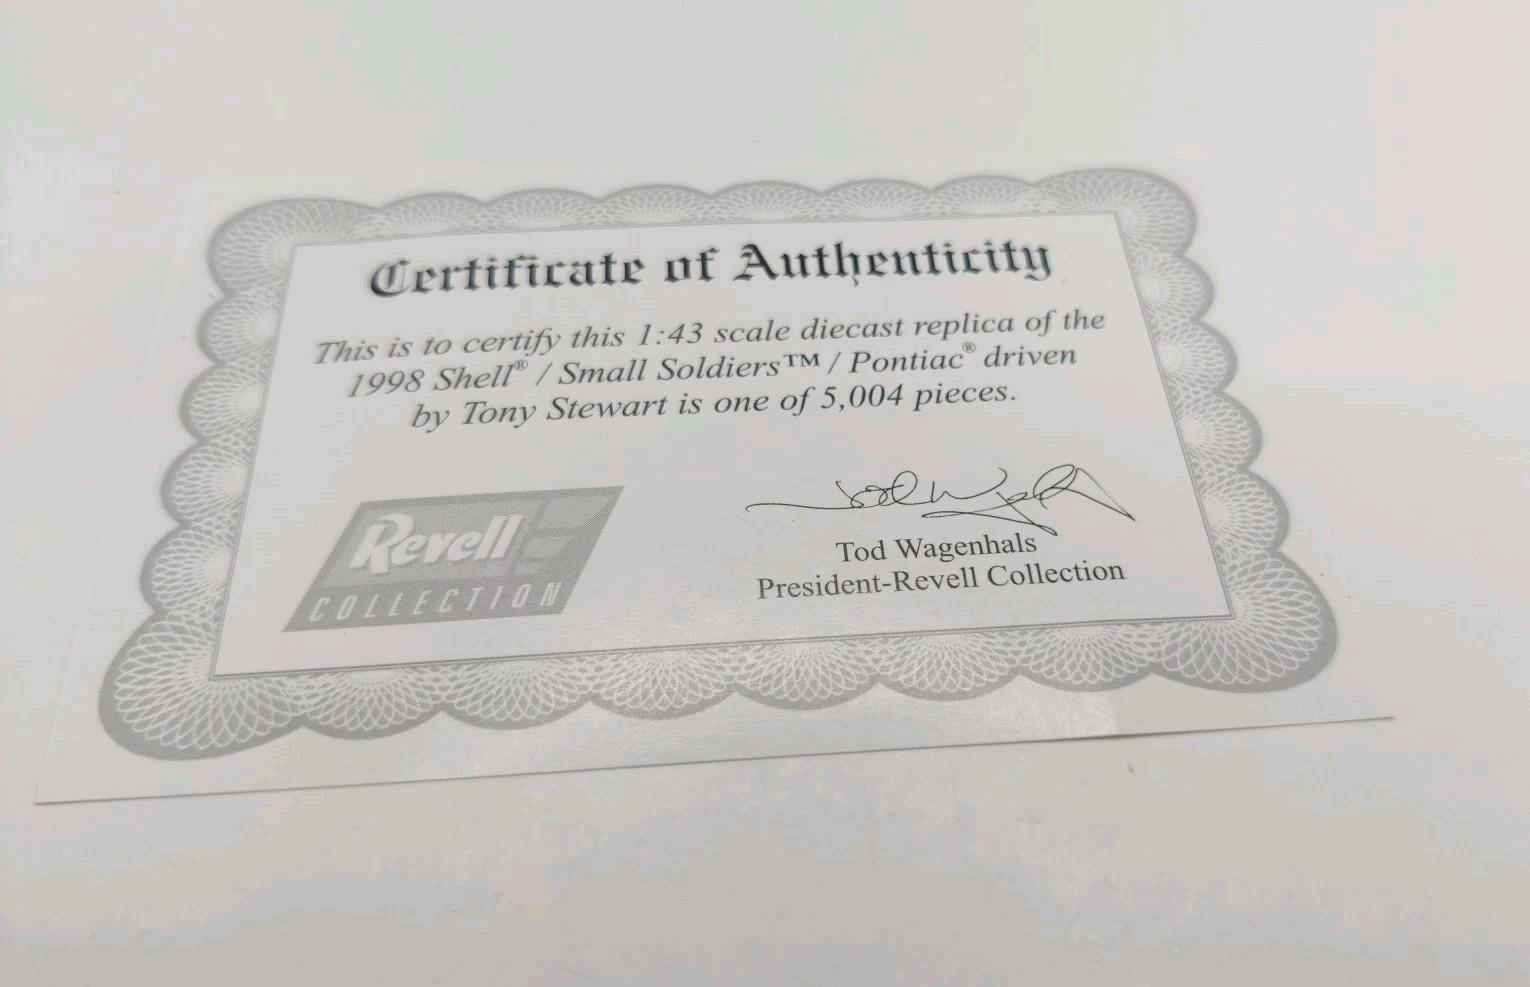 Certificate of Authenticity
This is to certify this 1:43 scale diecast replica of the
1998 Shell® / Small Soldiers™ / Pontiac® driven
by Tony Stewart is one of 5,004 pieces.
Revell
COLLECTION
Tod Wagenhals
President-Revell Collection